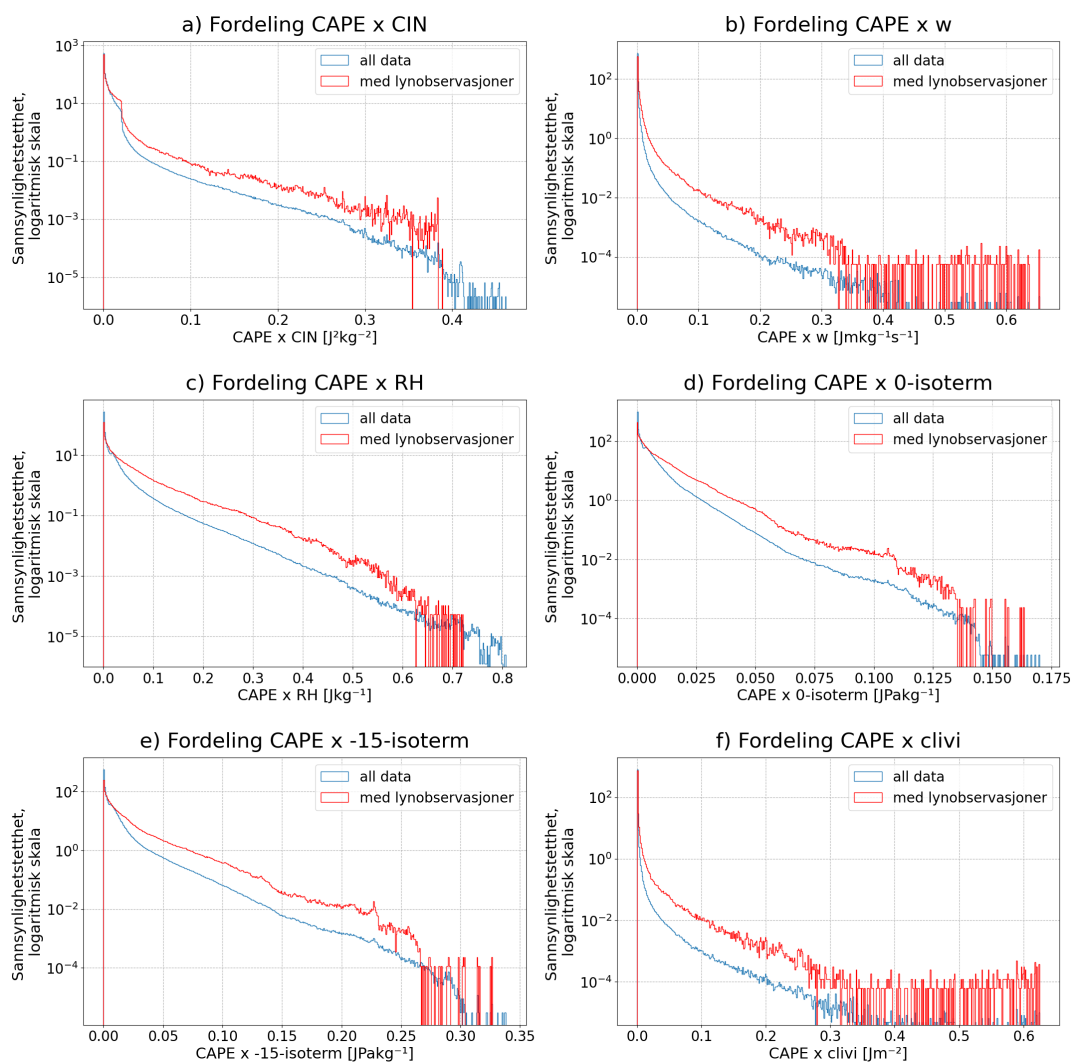 a) Fordeling CAPE x CIN
Sannsynlighetstetthet,
logaritmisk skala
10³
10¹
10⁻¹
10⁻³
10⁻⁵
all data
med lynobservasjoner
0.0 0.1 0.2 0.3 0.4
CAPE x CIN [J²kg⁻²]
b) Fordeling CAPE x w
Sannsynlighetstetthet,
logaritmisk skala
10²
10⁰
10⁻²
10⁻⁴
all data
med lynobservasjoner
0.0 0.1 0.2 0.3 0.4 0.5 0.6
CAPE x w [Jmkg⁻¹s⁻¹]
c) Fordeling CAPE x RH
Sannsynlighetstetthet,
logaritmisk skala
10¹
10⁻¹
10⁻³
10⁻⁵
all data
med lynobservasjoner
0.0 0.1 0.2 0.3 0.4 0.5 0.6 0.7 0.8
CAPE x RH [Jkg⁻¹]
d) Fordeling CAPE x 0-isoterm
Sannsynlighetstetthet,
logaritmisk skala
10²
10⁰
10⁻²
10⁻⁴
all data
med lynobservasjoner
0.000 0.025 0.050 0.075 0.100 0.125 0.150 0.175
CAPE x 0-isoterm [JPakg⁻¹]
e) Fordeling CAPE x -15-isoterm
Sannsynlighetstetthet,
logaritmisk skala
10²
10⁰
10⁻²
10⁻⁴
all data
med lynobservasjoner
0.00 0.05 0.10 0.15 0.20 0.25 0.30 0.35
CAPE x -15-isoterm [JPakg⁻¹]
f) Fordeling CAPE x clivi
Sannsynlighetstetthet,
logaritmisk skala
10²
10⁰
10⁻²
10⁻⁴
all data
med lynobservasjoner
0.0 0.1 0.2 0.3 0.4 0.5 0.6
CAPE x clivi [Jm⁻²]